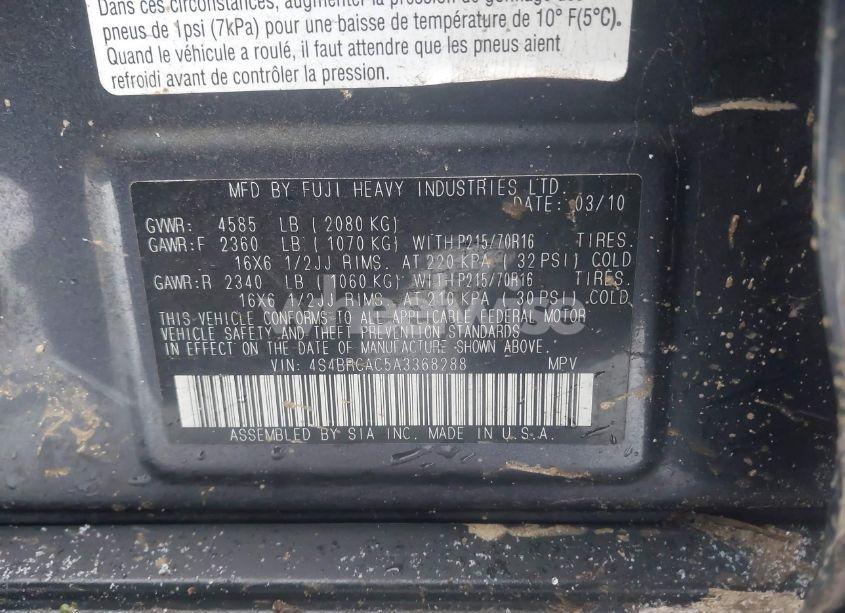 Dans ces circonstances, augmenter la pression de gonflage des
pneus de 1psi (7kPa) pour une baisse de température de 10° F(5°C).
Quand le véhicule a roulé, il faut attendre que les pneus aient
refroidi avant de contrôler la pression.
MFD BY FUJI HEAVY INDUSTRIES LTD.
DATE: 03/10
GVWR: 4585 LB ( 2080 KG)
GAWR:F 2360 LB ( 1070 KG) WITH P215/70R16 TIRES.
16X6 1/2JJ RIMS. AT 220 KPA ( 32 PSI) COLD
GAWR:R 2340 LB ( 1060 KG) WITH P215/70R16 TIRES.
16X6 1/2JJ RIMS. AT 210 KPA ( 30 PSI) COLD.
THIS VEHICLE CONFORMS TO ALL APPLICABLE FEDERAL MOTOR
VEHICLE SAFETY AND THEFT PREVENTION STANDARDS
IN EFFECT ON THE DATE OF MANUFACTURE SHOWN ABOVE.
VIN: 4S4BRCAC5A3368288 MPV
ASSEMBLED BY SIA INC. MADE IN U.S.A.